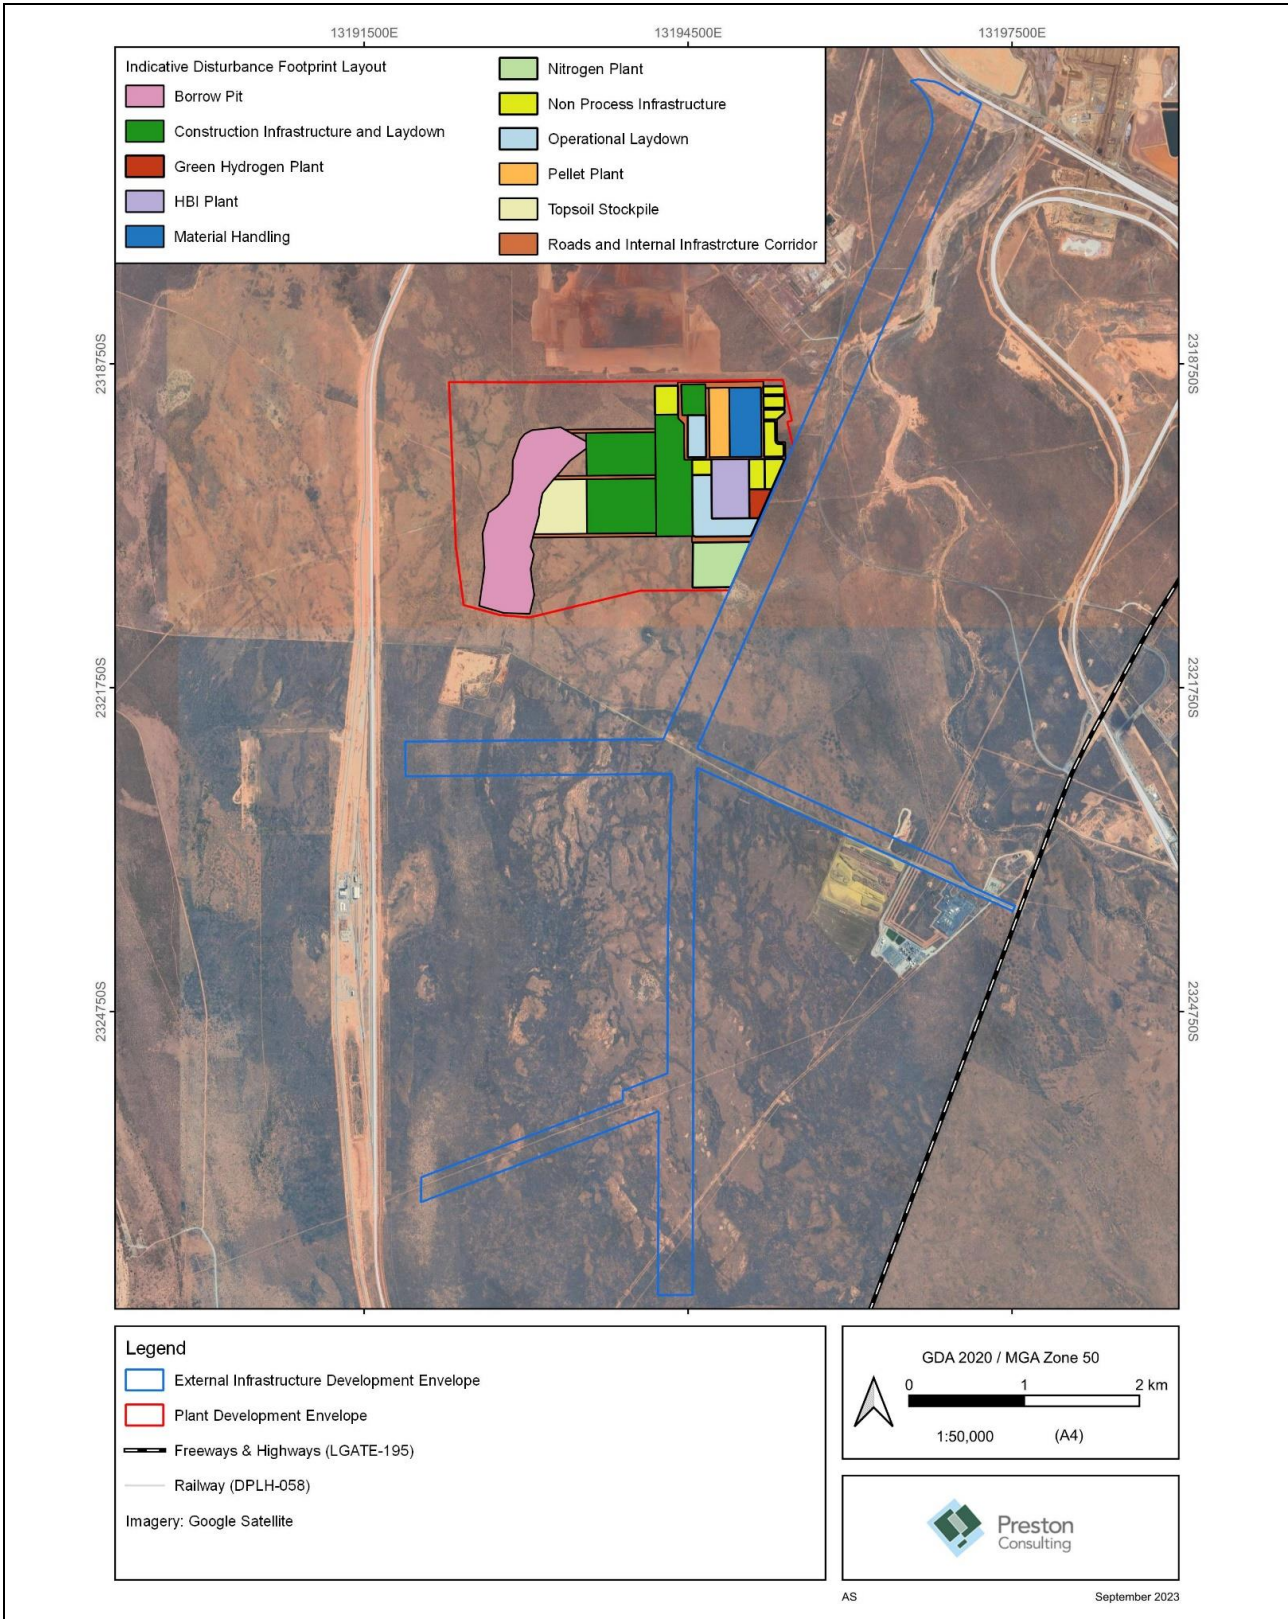 13191500E
13194500E
13197500E
Indicative Disturbance Footprint Layout
Borrow Pit
Construction Infrastructure and Laydown
Green Hydrogen Plant
HBI Plant
Material Handling
Nitrogen Plant
Non Process Infrastructure
Operational Laydown
Pellet Plant
Topsoil Stockpile
Roads and Internal Infrastrcture Corridor
2318750S
2318750S
2321750S
2321750S
2324750S
2324750S
Legend
External Infrastructure Development Envelope
Plant Development Envelope
Freeways & Highways (LGATE-195)
Railway (DPLH-058)
Imagery: Google Satellite
GDA 2020 / MGA Zone 50
0 1 2 km
1:50,000 (A4)
Preston
Consulting
AS
September 2023